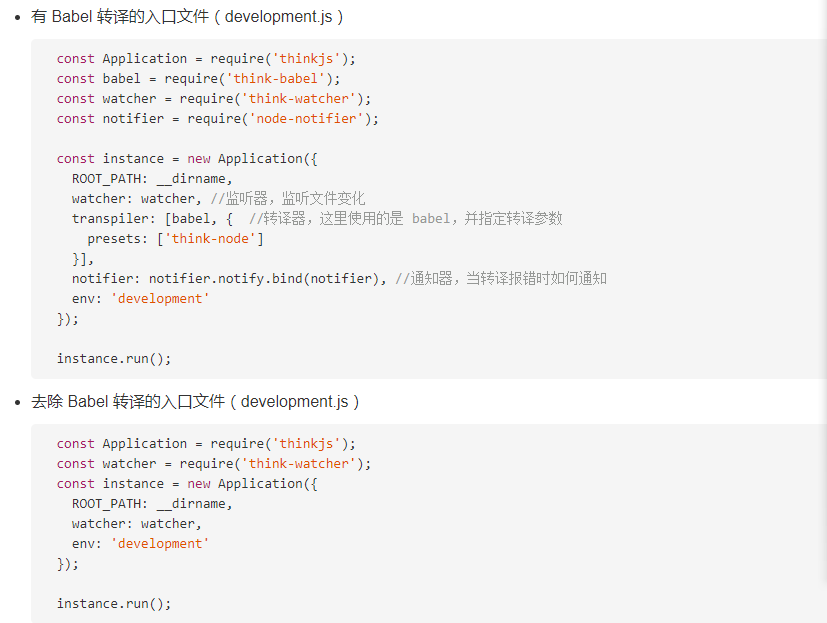 有 Babel 转译的入口文件（development.js）
const Application = require('thinkjs');
const babel = require('think-babel');
const watcher = require('think-watcher');
const notifier = require('node-notifier');
const instance = new Application({
  ROOT_PATH: __dirname,
  watcher: watcher, //监听器，监听文件变化
  transpiler: [babel, {  //转译器，这里使用的是 babel，并指定转译参数
    presets: ['think-node']
  }],
  notifier: notifier.notify.bind(notifier), //通知器，当转译报错时如何通知
  env: 'development'
});
instance.run();
去除 Babel 转译的入口文件（development.js）
const Application = require('thinkjs');
const watcher = require('think-watcher');
const instance = new Application({
  ROOT_PATH: __dirname,
  watcher: watcher,
  env: 'development'
});
instance.run();